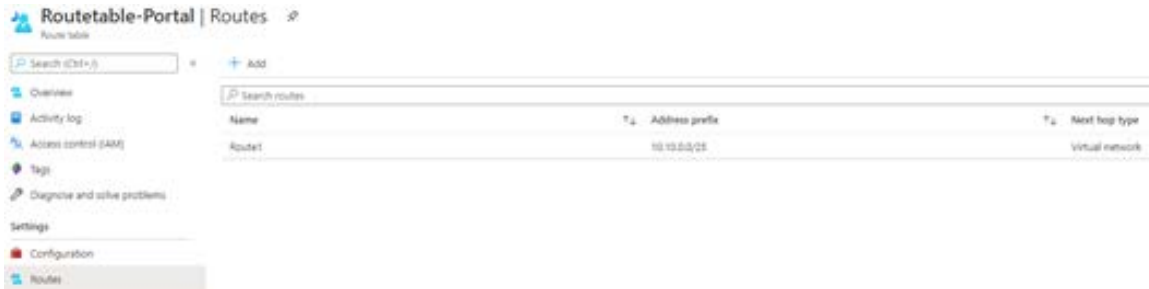 Routetable-Portal | Routes
Route table
Search (Ctrl+/)
«
+ Add
Overview
Activity log
Access control (IAM)
Tags
Diagnose and solve problems
Settings
Configuration
Routes
Search routes
Name ↑↓ Address prefix ↑↓ Next hop type
Route1 10.10.0.0/25 Virtual network